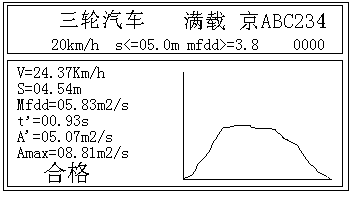 三轮汽车 满载 京ABC234
20km/h s<=05.0m mfdd>=3.8 0000
V=24.37Km/h
S=04.54m
Mfdd=05.83m2/s
t'=00.93s
A'=05.07m2/s
Amax=08.81m2/s
合格